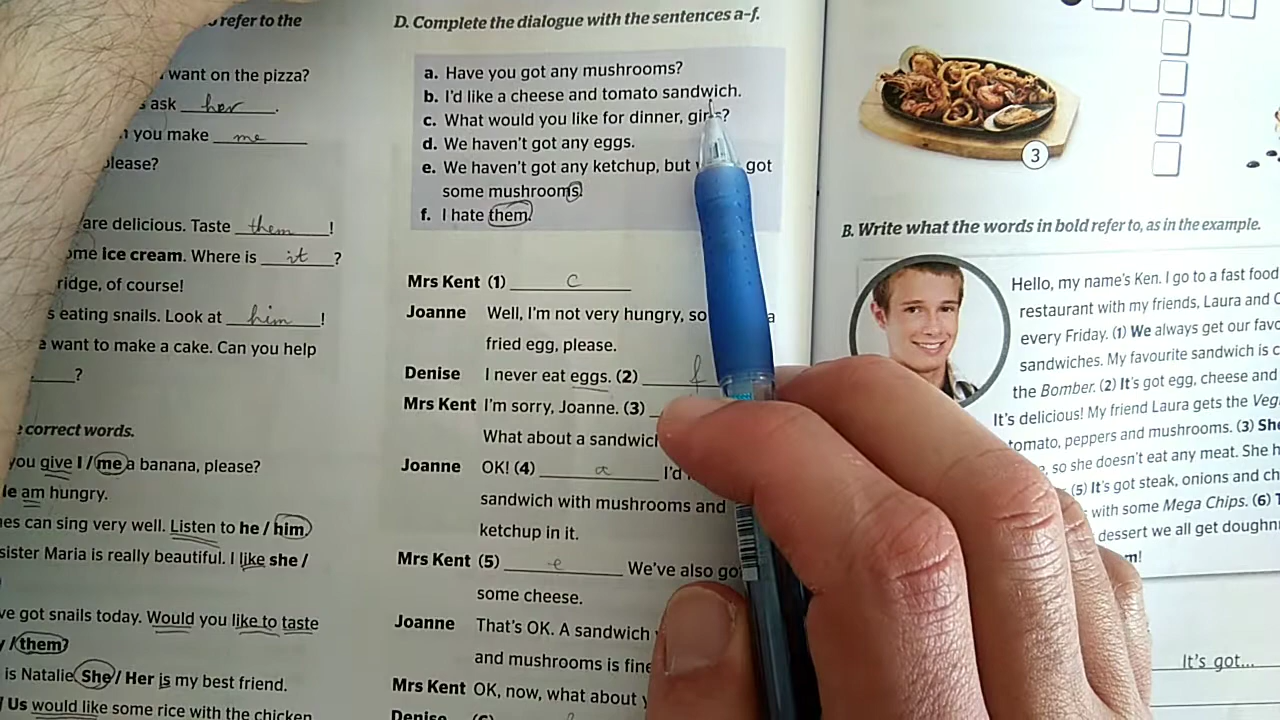 refer to the
want on the pizza?
s ask her.
you make me
please?
are delicious. Taste them!
ome ice cream. Where is it?
ridge, of course!
s eating snails. Look at him!
want to make a cake. Can you help
?
correct words.
you give I / me a banana, please?
am hungry.
es can sing very well. Listen to he / him
sister Maria is really beautiful. I like she /
ve got snails today. Would you like to taste
/ them?
is Natalie. She / Her is my best friend.
/ Us would like some rice with the chicken
D. Complete the dialogue with the sentences a–f.
a. Have you got any mushrooms?
b. I'd like a cheese and tomato sandwich.
c. What would you like for dinner, girls?
d. We haven't got any eggs.
e. We haven't got any ketchup, but got
some mushrooms.
f. I hate them.
Mrs Kent (1) c
Joanne Well, I'm not very hungry, so a
fried egg, please.
Denise I never eat eggs. (2) f
Mrs Kent I'm sorry, Joanne. (3)
What about a sandwich
Joanne OK! (4) a I'd
sandwich with mushrooms and
ketchup in it.
Mrs Kent (5) e We've also go
some cheese.
Joanne That's OK. A sandwich
and mushrooms is fine
Mrs Kent OK, now, what about
Denise (6)
3
B. Write what the words in bold refer to, as in the example.
Hello, my name's Ken. I go to a fast food
restaurant with my friends, Laura and
every Friday. (1) We always get our favo
sandwiches. My favourite sandwich is c
the Bomber. (2) It's got egg, cheese and
It's delicious! My friend Laura gets the Veg
tomato, peppers and mushrooms. (3) She
so she doesn't eat any meat. She h
(5) It's got steak, onions and ch
with some Mega Chips. (6) T
dessert we all get doughn
m!
It's got...